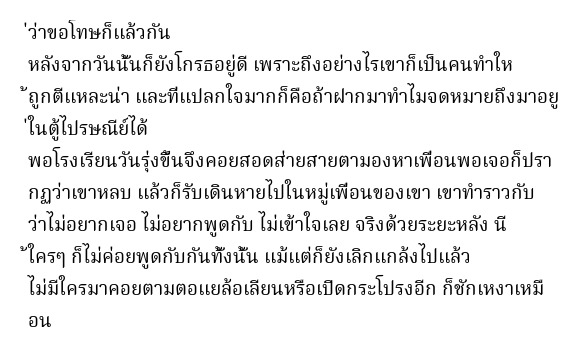 ่ว่าขอโทษก็แล้วกัน
หลังจากวันนั้นก็ยังโกรธอยู่ดี เพราะถึงอย่างไรเขาก็เป็นคนทำให
้ถูกตีแหละน่า และที่แปลกใจมากก็คือถ้าฝากมาทำไมจดหมายถึงมาอยู
่ในตู้ไปรษณีย์ได้
พอโรงเรียนวันรุ่งขึ้นจึงคอยสอดส่ายสายตามองหาเพื่อนพอเจอก็ปรา
กฏว่าเขาหลบ แล้วก็รีบเดินหายไปในหมู่เพื่อนของเขา เขาทำราวกับ
ว่าไม่อยากเจอ ไม่อยากพูดกับ ไม่เข้าใจเลย จริงด้วยระยะหลัง นี
้ใครๆ ก็ไม่ค่อยพูดกับกันทั้งนั้น แม้แต่ก็ยังเลิกแกล้งไปแล้ว
ไม่มีใครมาคอยตามตอแยล้อเลียนหรือเปิดกระโปรงอีก ก็ชักเหงาเหมื
อน